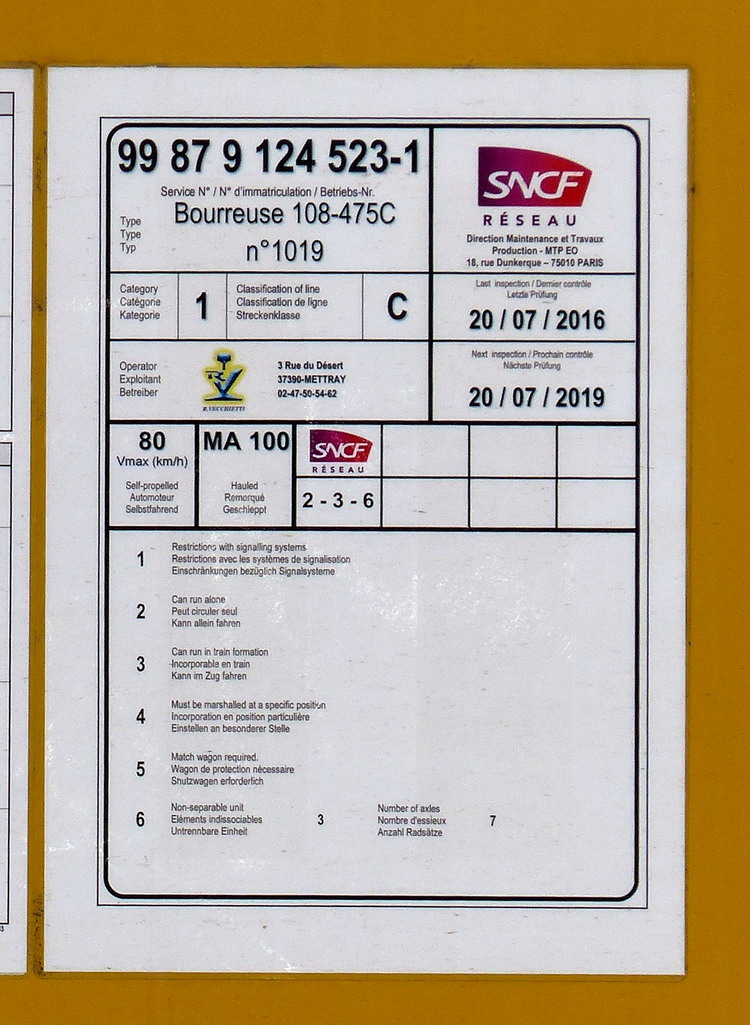 99 87 9 124 523-1
Service N° / N° d'immatriculation / Betriebs-Nr.
Type
Type
Typ
Bourreuse 108-475C
n°1019
SNCF
RÉSEAU
Direction Maintenance et Travaux
Production - MTP EO
18, rue Dunkerque – 75010 PARIS
Category
Catégorie
Kategorie
1
Classification of line
Classification de ligne
Streckenklasse
C
Last inspection / Dernier contrôle
Letzte Prüfung
20 / 07 / 2016
Operator
Exploitant
Betreiber
R.VECCHIETTI
3 Rue du Désert
37390-METTRAY
02-47-50-54-62
Next inspection / Prochain contrôle
Nächste Prüfung
20 / 07 / 2019
80
Vmax (km/h)
Self-propelled
Automoteur
Selbstfahrend
MA 100
Hauled
Remorqué
Geschleppt
SNCF
RÉSEAU
2 - 3 - 6
1
Restrictions with signalling systems
Restrictions avec les systèmes de signalisation
Einschränkungen bezüglich Signalsysteme
2
Can run alone
Peut circuler seul
Kann allein fahren
3
Can run in train formation
Incorporable en train
Kann im Zug fahren
4
Must be marshalled at a specific position
Incorporation en position particulière
Einstellen an besonderer Stelle
5
Match wagon required.
Wagon de protection nécessaire
Shutzwagen erforderlich
6
Non-separable unit
Eléments indissociables
Untrennbare Einheit
3
Number of axles
Nombre d'essieux
Anzahl Radsätze
7